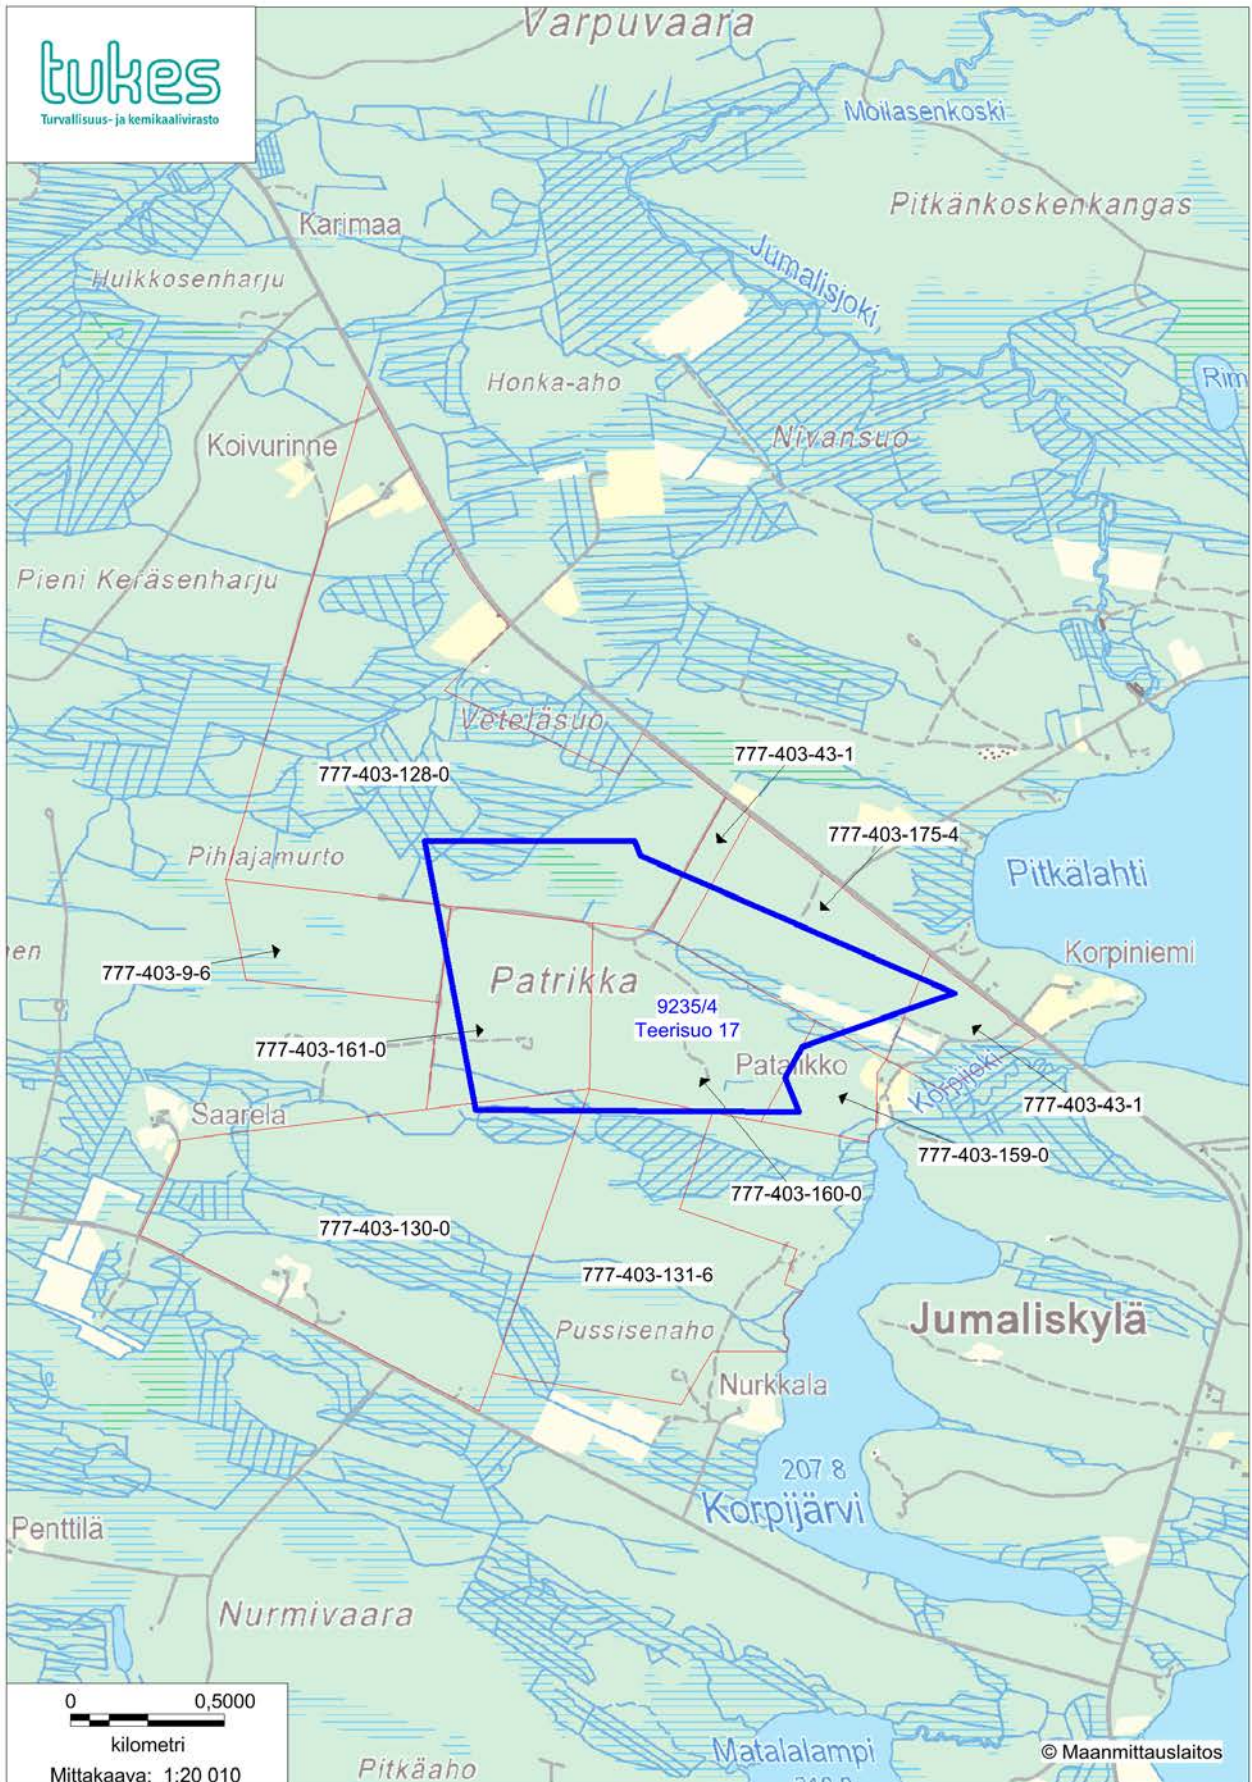 Varpuvaara
tukes
Turvallisuus- ja kemikaalivirasto
Moilasenkoski
Pitkänkoskenkangas
Karimaa
Jumalisjoki
Hulkkosenharju
Honka-aho
Rim
Koivurinne
Nivansuo
Pieni Keräsenharju
Veteläsuo
777-403-43-1
777-403-128-0
777-403-175-4
Pihlajamurto
Pitkälahti
en
777-403-9-6
Korpiniemi
Patrikka
9235/4
Teerisuo 17
777-403-161-0
Patalikko
Korpijoki
Saarela
777-403-43-1
777-403-159-0
777-403-160-0
777-403-130-0
777-403-131-6
Pussisenaho
Jumaliskylä
Nurkkala
207.8
Korpijärvi
Penttilä
Nurmivaara
0 0,5000
kilometri
Mittakaava: 1:20 010
Pitkäaho
Matalalampi
© Maanmittauslaitos